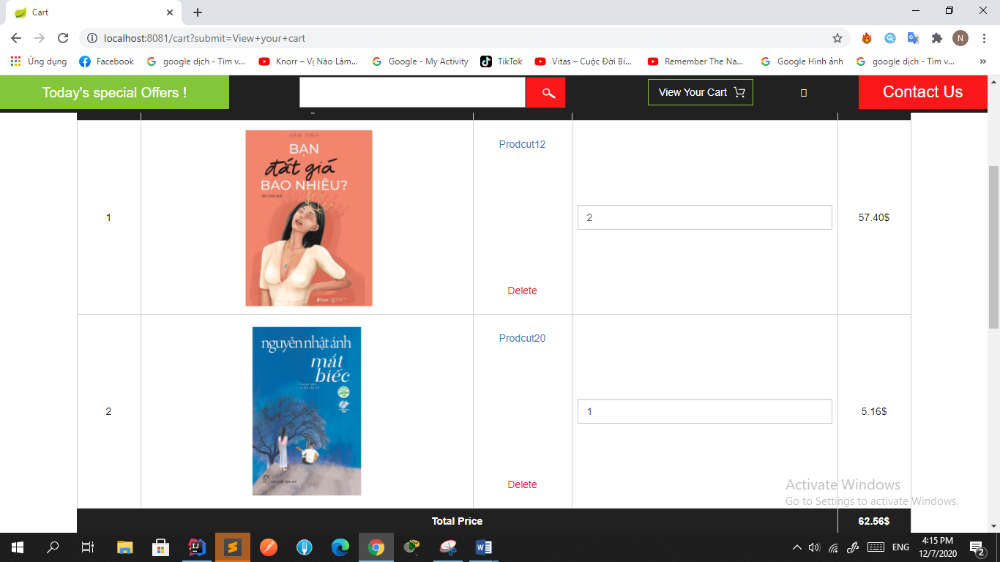 Cart
localhost:8081/cart?submit=View+your+cart
N
Ứng dụng
Facebook
google dịch - Tìm v...
Knorr – Vị Nào Làm...
Google - My Activity
TikTok
Vitas – Cuộc Đời Bí...
Remember The Na...
Google Hình ảnh
google dịch - Tìm v...
»
Today's special Offers !
View Your Cart
Contact Us
1
VĂN TÌNH
BẠN
đắt giá
BAO NHIÊU?
Prodcut12
Delete
2
57.40$
2
nguyễn nhật ánh
mắt
biếc
Prodcut20
Delete
1
5.16$
Activate Windows
Go to Settings to activate Windows.
Total Price
62.56$
ENG
4:15 PM
12/7/2020
2